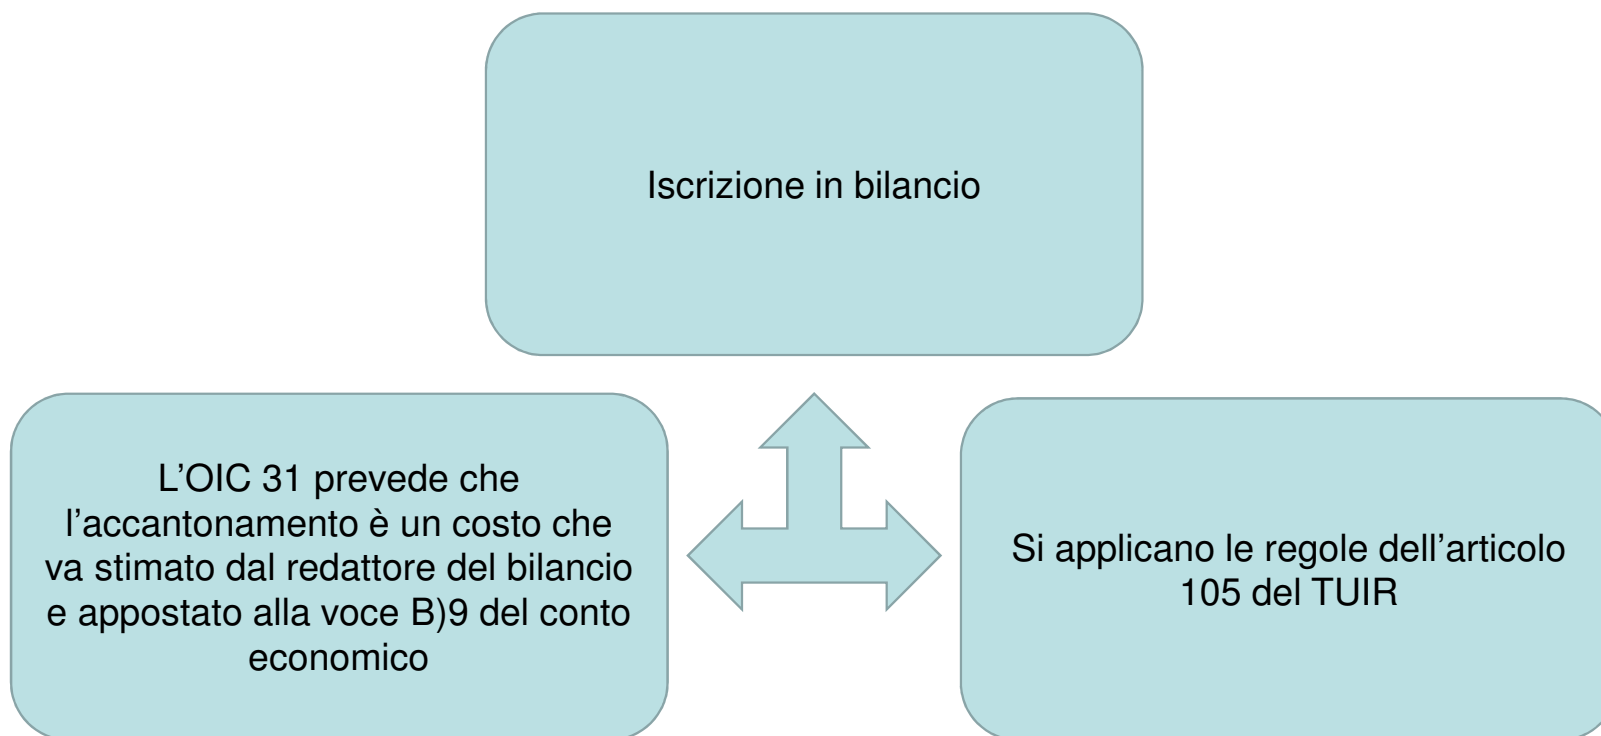 Iscrizione in bilancio
L’OIC 31 prevede che
l’accantonamento è un costo che
va stimato dal redattore del bilancio
e appostato alla voce B)9 del conto
economico
Si applicano le regole dell’articolo
105 del TUIR